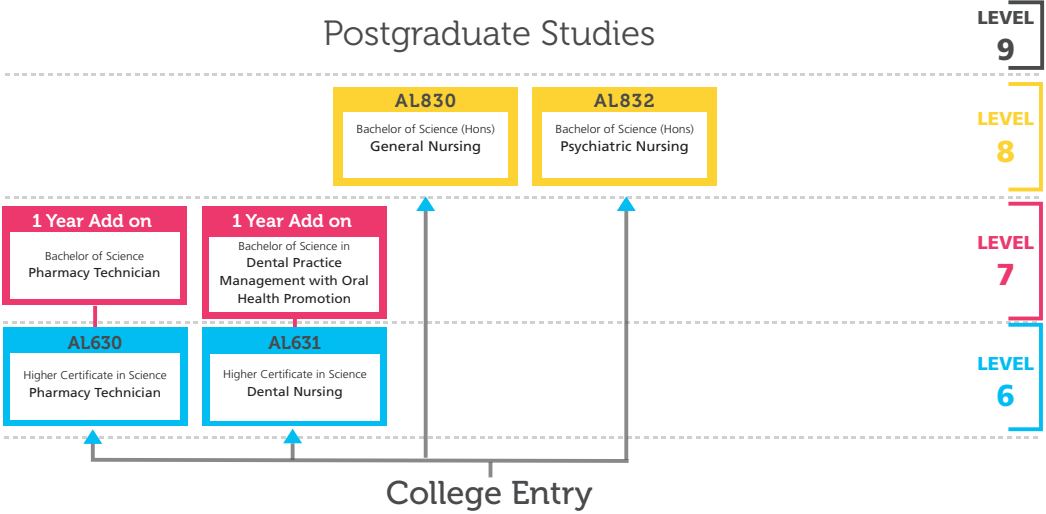 Postgraduate Studies
LEVEL
9
AL830
Bachelor of Science (Hons)
General Nursing
AL832
Bachelor of Science (Hons)
Psychiatric Nursing
LEVEL
8
1 Year Add on
Bachelor of Science
Pharmacy Technician
1 Year Add on
Bachelor of Science in
Dental Practice
Management with Oral
Health Promotion
LEVEL
7
AL630
Higher Certificate in Science
Pharmacy Technician
AL631
Higher Certificate in Science
Dental Nursing
LEVEL
6
College Entry